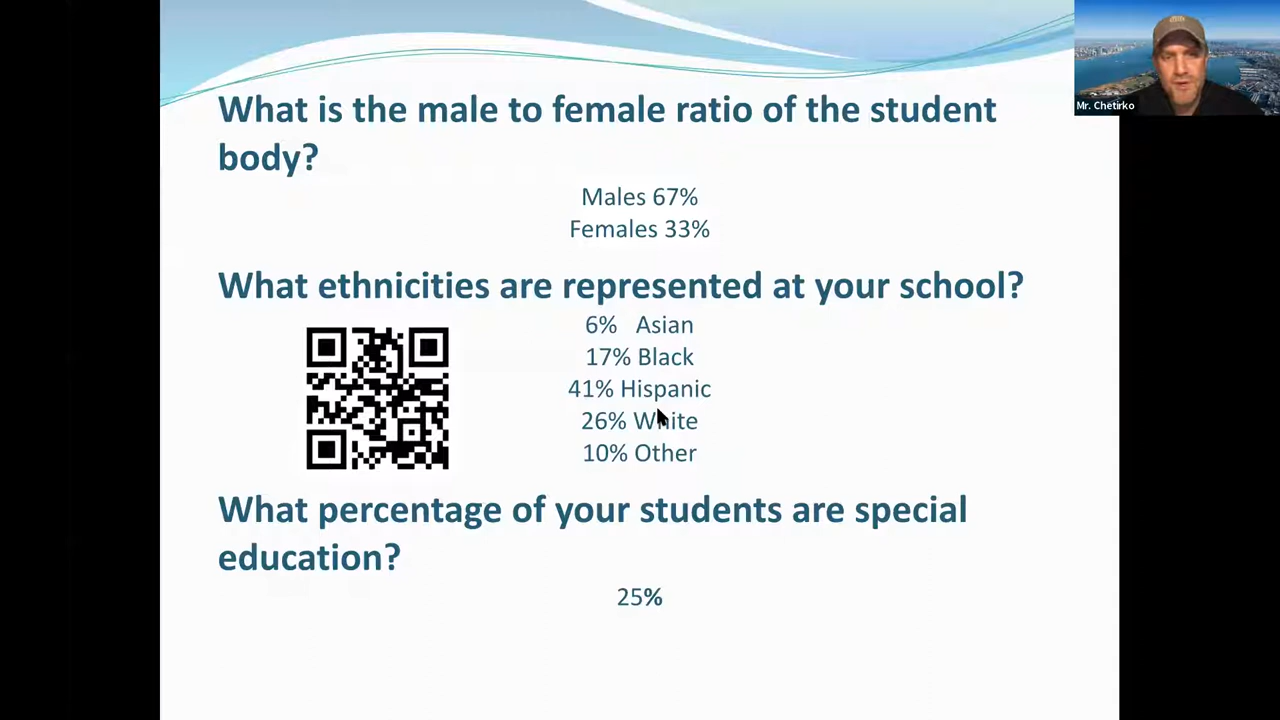 Mr. Chetirko
What is the male to female ratio of the student
body?
Males 67%
Females 33%
What ethnicities are represented at your school?
6% Asian
17% Black
41% Hispanic
26% White
10% Other
What percentage of your students are special
education?
25%